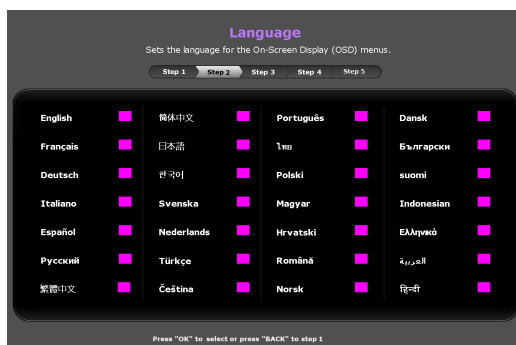 Language
Sets the language for the On-Screen Display (OSD) menus.
Step 1 Step 2 Step 3 Step 4 Step 5
English 简体中文 Português Dansk
Français 日本語 ไทย Български
Deutsch 한국어 Polski suomi
Italiano Svenska Magyar Indonesian
Español Nederlands Hrvatski Ελληνικά
Русский Türkçe Română العربية
繁體中文 Čeština Norsk हिन्दी
Press "OK" to select or press "BACK" to step 1